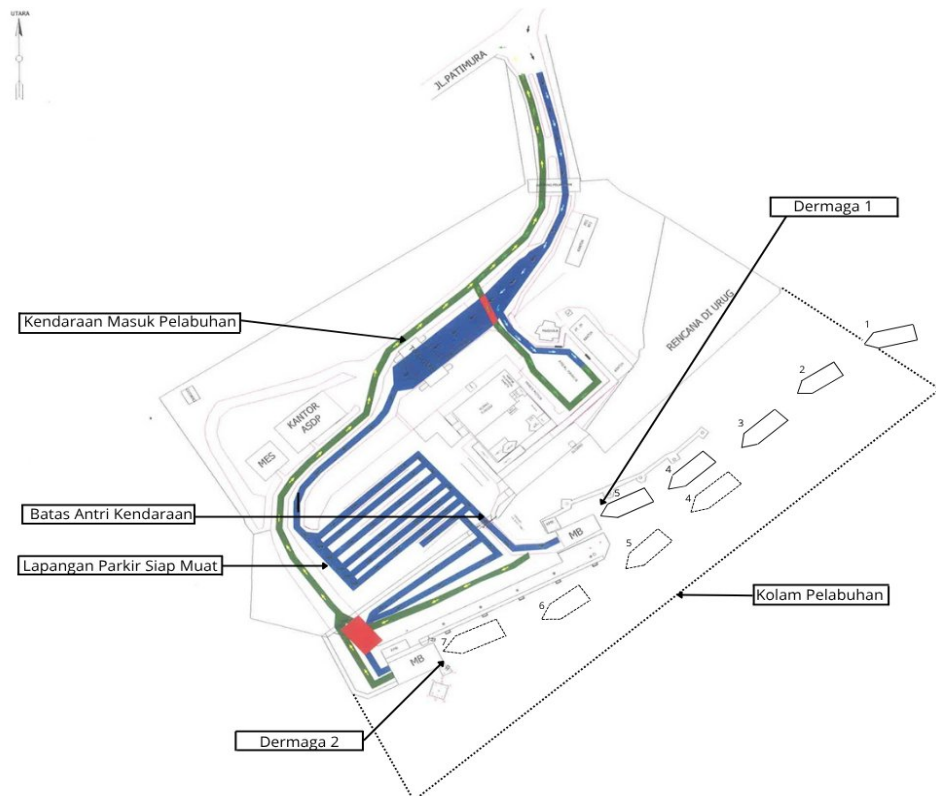 UTARA
JL.PATIMURA
Dermaga 1
Kendaraan Masuk Pelabuhan
RENCANA DI URUG
1
2
3
4
4
5
5
6
7
KANTOR
ASDP
MES
Batas Antri Kendaraan
MB
Lapangan Parkir Siap Muat
Kolam Pelabuhan
MB
Dermaga 2